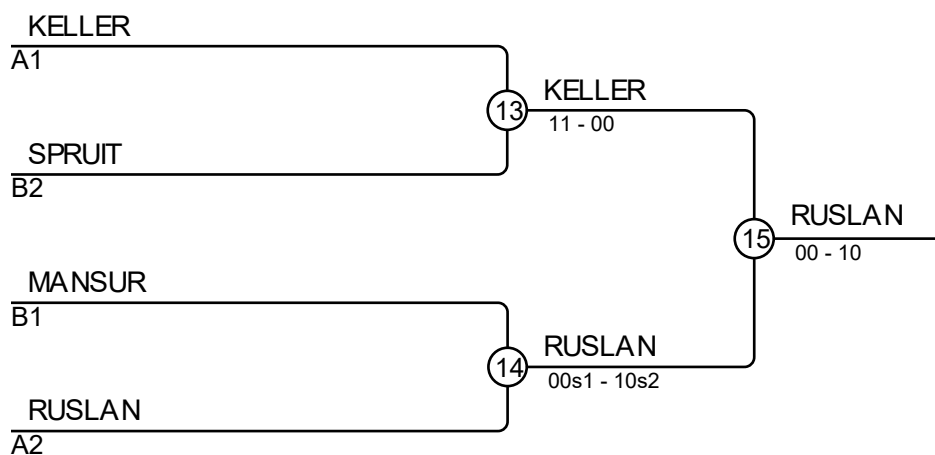 KELLER
A1
13
KELLER
11 - 00
SPRUIT
B2
15
RUSLAN
00 - 10
MANSUR
B1
14
RUSLAN
00s1 - 10s2
RUSLAN
A2